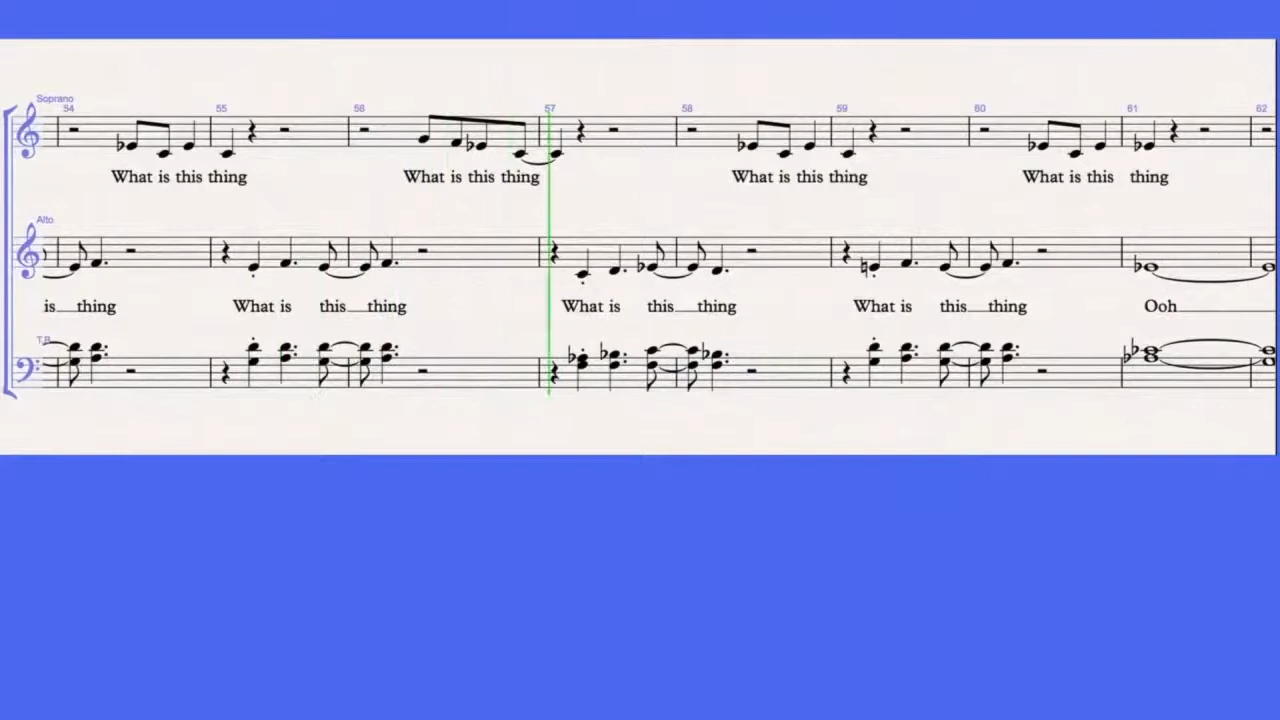 Soprano
54 55 56 57 58 59 60 61 62
What is this thing What is this thing What is this thing What is this thing
Alto
is thing What is this thing What is this thing What is this thing Ooh
T.B.